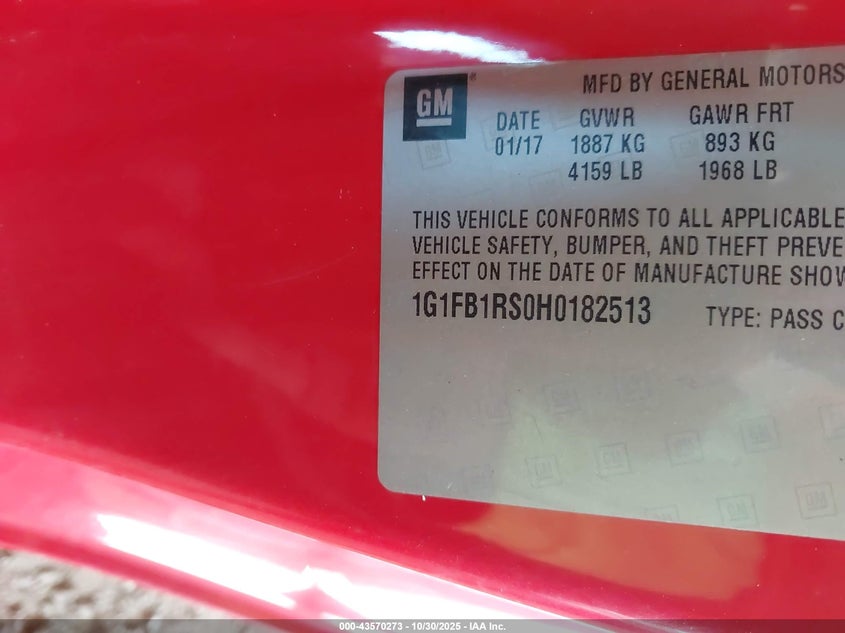 GM
MFD BY GENERAL MOTORS
DATE GVWR GAWR FRT
01/17 1887 KG 893 KG
4159 LB 1968 LB
THIS VEHICLE CONFORMS TO ALL APPLICABLE
VEHICLE SAFETY, BUMPER, AND THEFT PREVE
EFFECT ON THE DATE OF MANUFACTURE SHOW
1G1FB1RS0H0182513 TYPE: PASS C
000-43570273 - 10/30/2025 - IAA Inc.